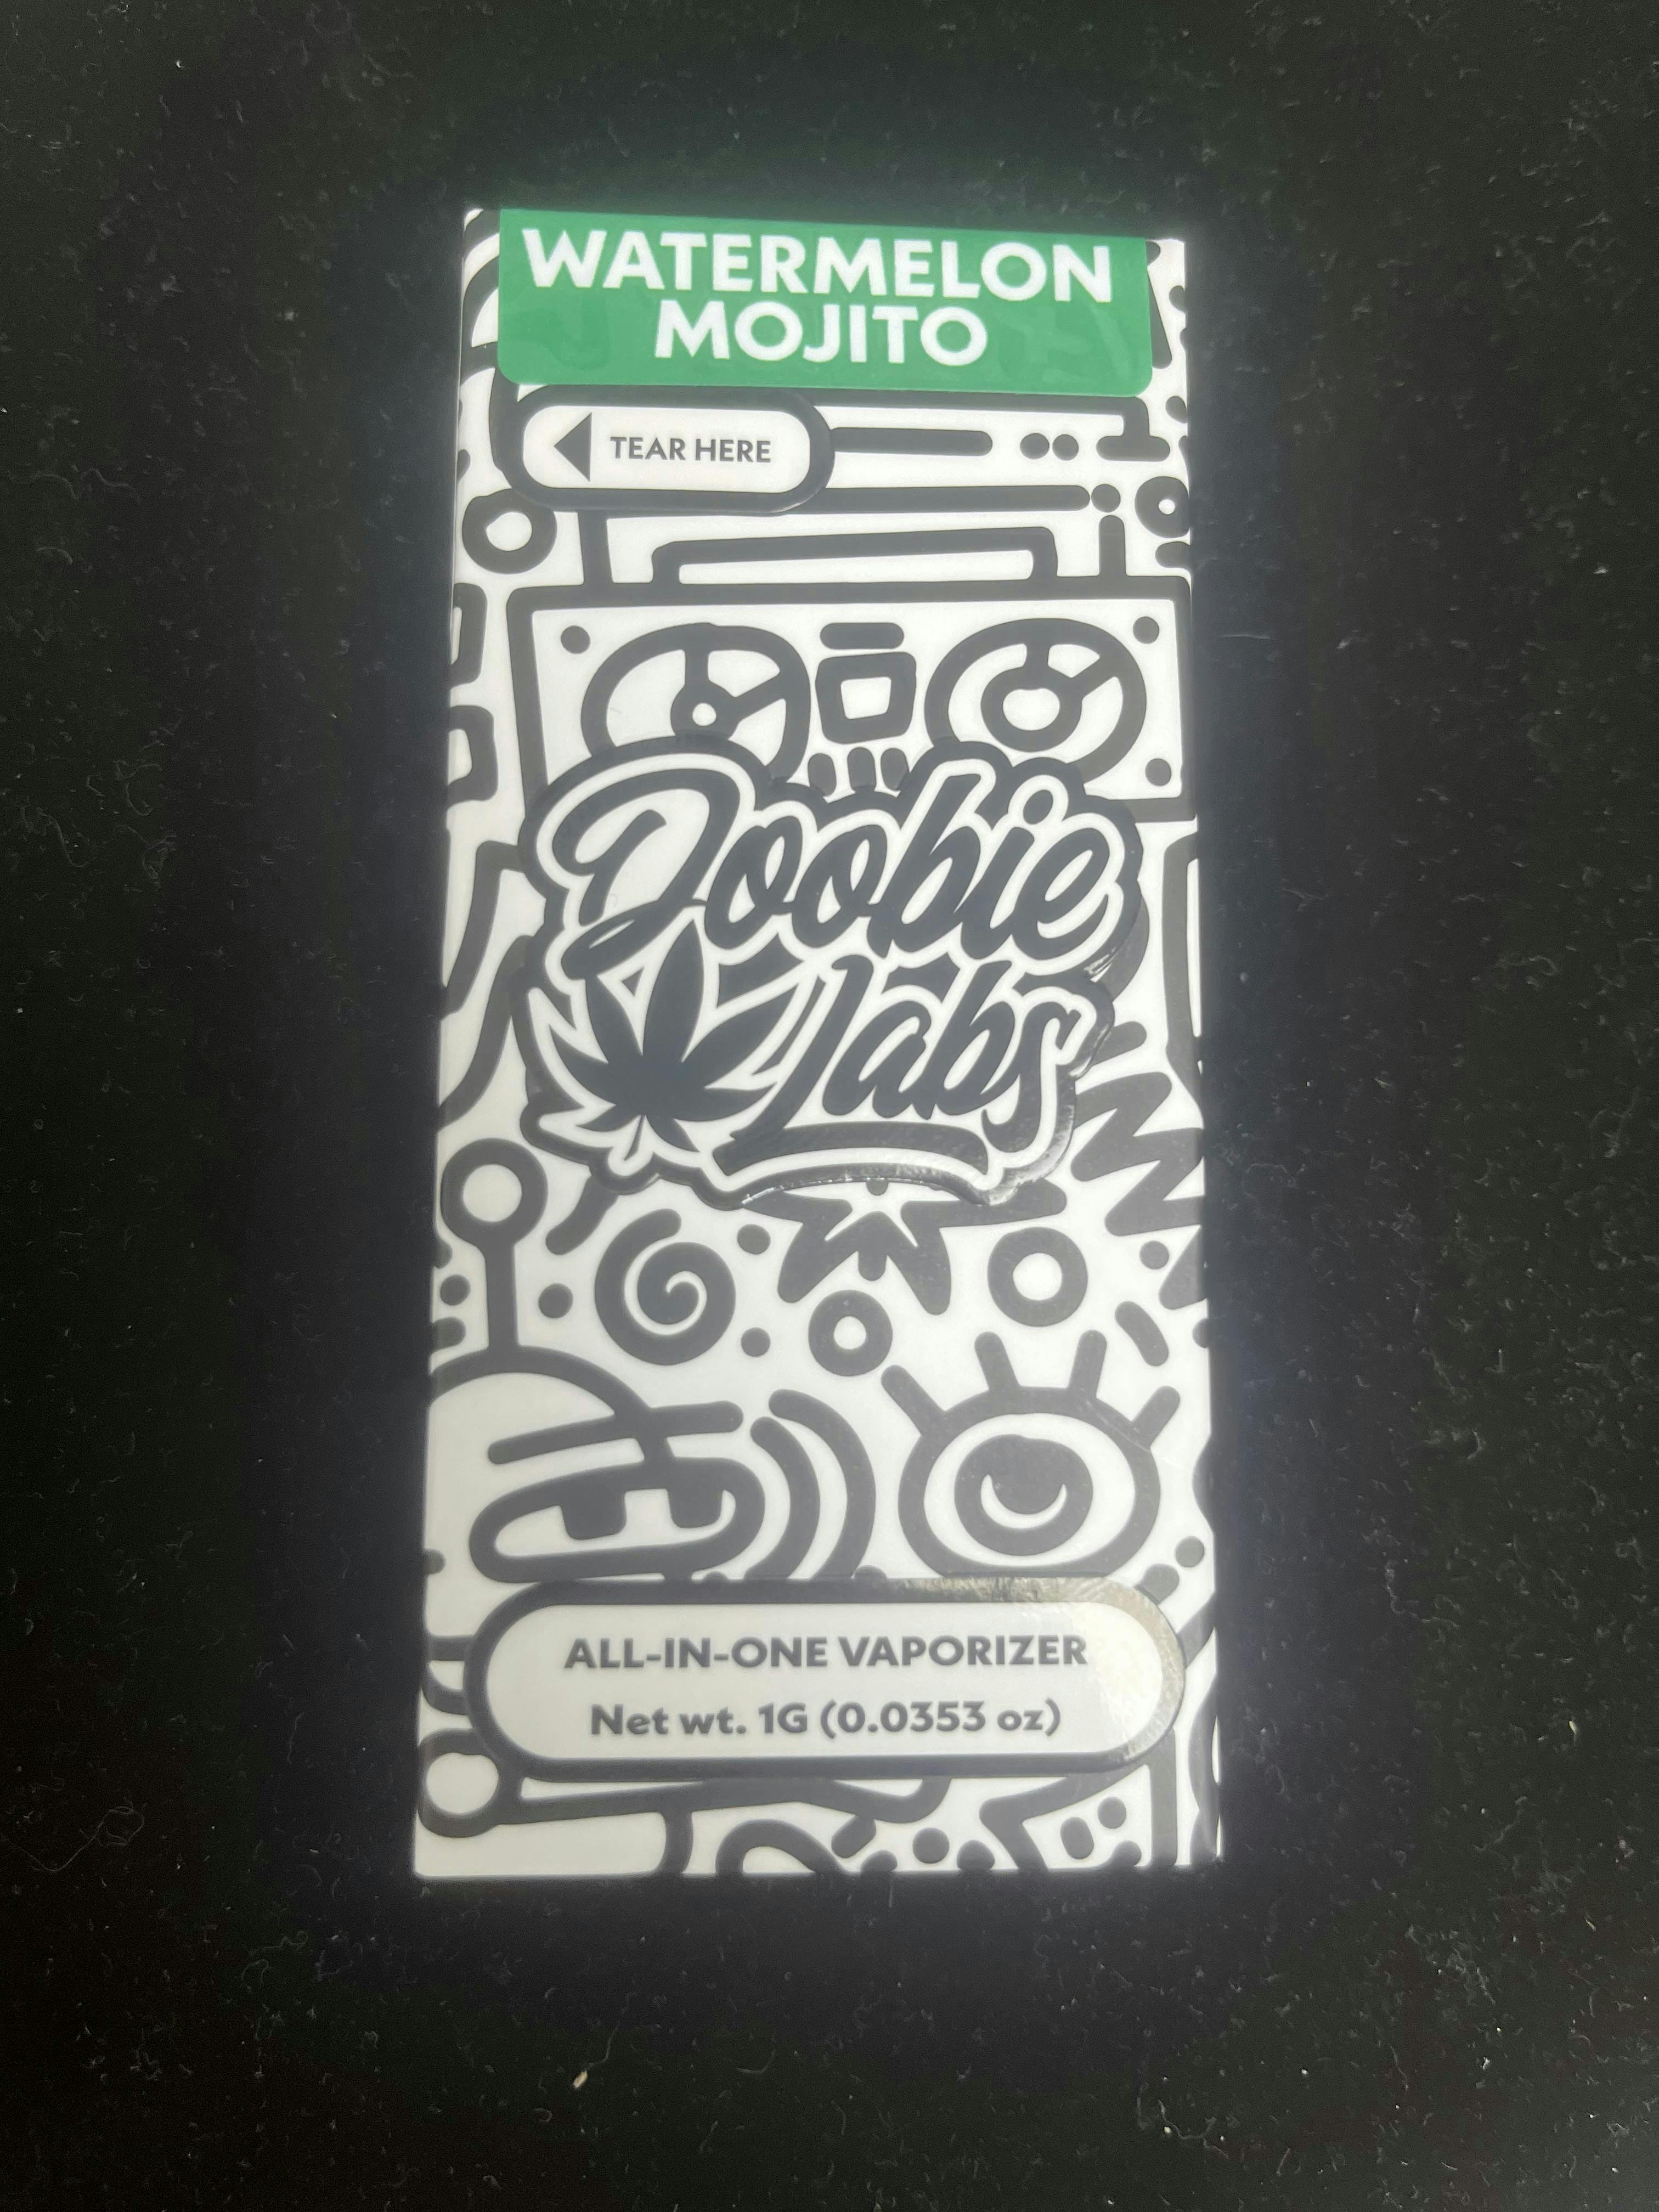 WATERMELON
MOJITO
TEAR HERE
Doobie
Labs
ALL-IN-ONE VAPORIZER
Net wt. 1G (0.0353 oz)